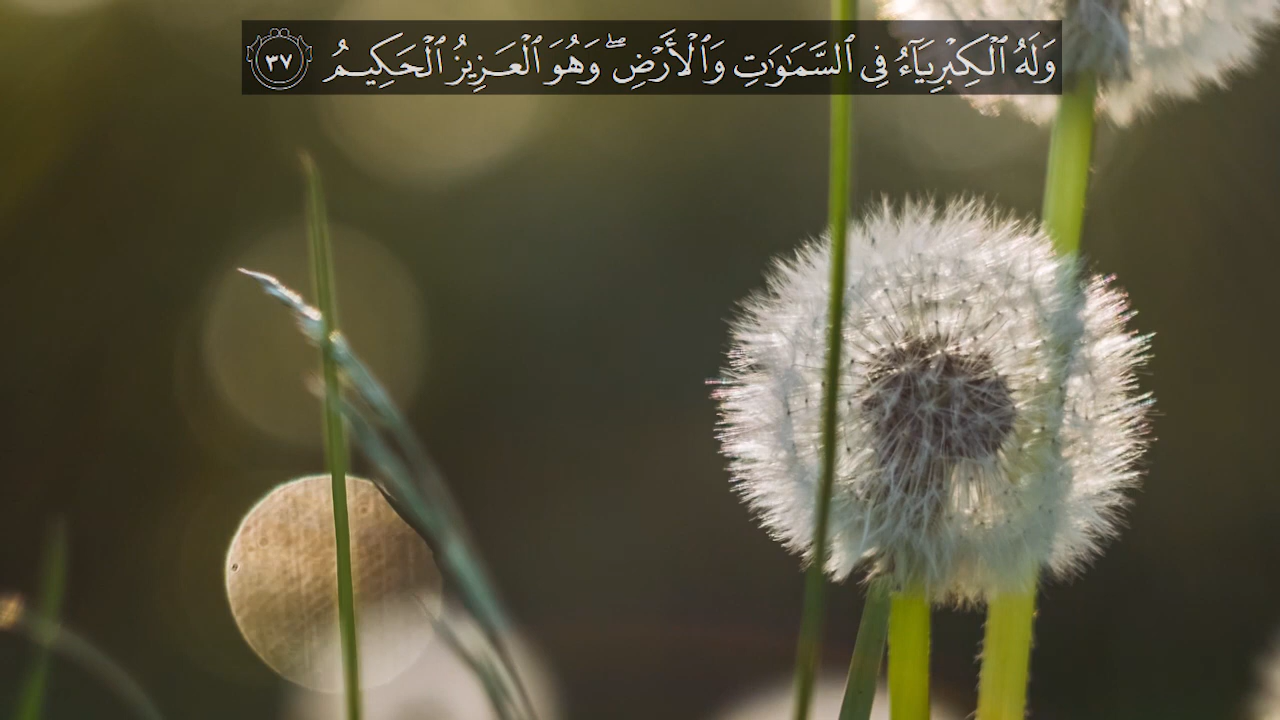 وَلَهُ ٱلْكِبْرِيَآءُ فِى ٱلسَّمَـٰوَٰتِ وَٱلْأَرْضِ ۖ وَهُوَ ٱلْعَزِيزُ ٱلْحَكِيمُ ٣٧